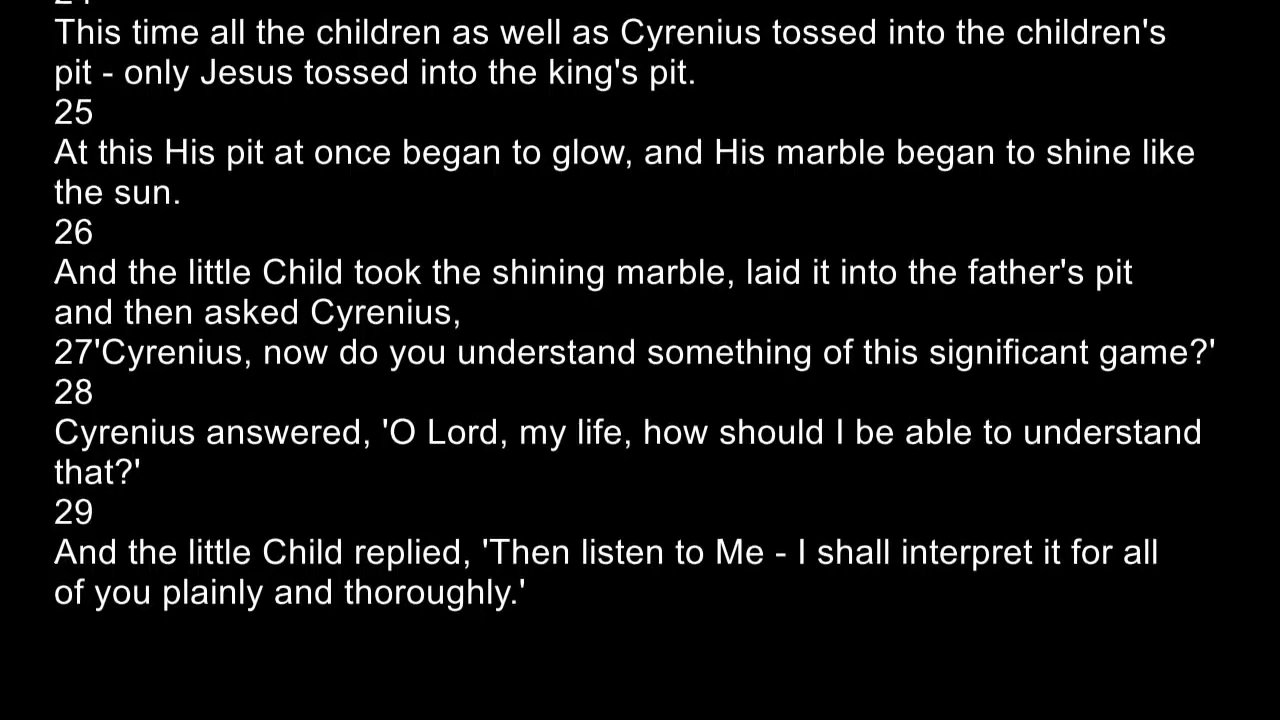 24
This time all the children as well as Cyrenius tossed into the children's
pit - only Jesus tossed into the king's pit.
25
At this His pit at once began to glow, and His marble began to shine like
the sun.
26
And the little Child took the shining marble, laid it into the father's pit
and then asked Cyrenius,
27'Cyrenius, now do you understand something of this significant game?'
28
Cyrenius answered, 'O Lord, my life, how should I be able to understand
that?'
29
And the little Child replied, 'Then listen to Me - I shall interpret it for all
of you plainly and thoroughly.'